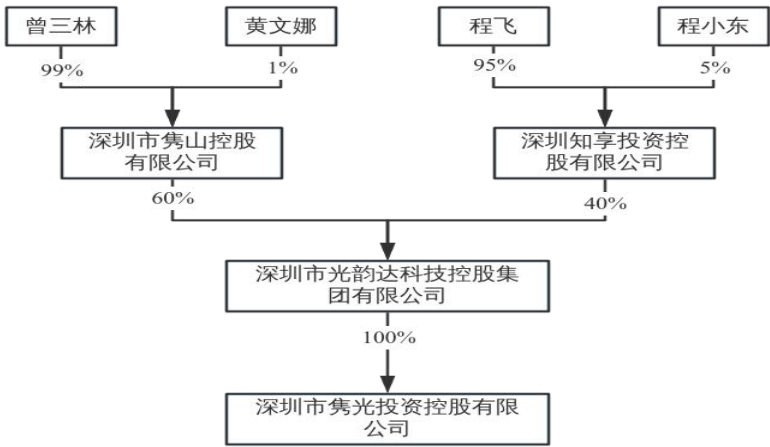 曾三林
黄文娜
程飞
程小东
99%
1%
95%
5%
深圳市隽山控股
有限公司
深圳知享投资控
股有限公司
60%
40%
深圳市光韵达科技控股集
团有限公司
100%
深圳市隽光投资控股有限
公司